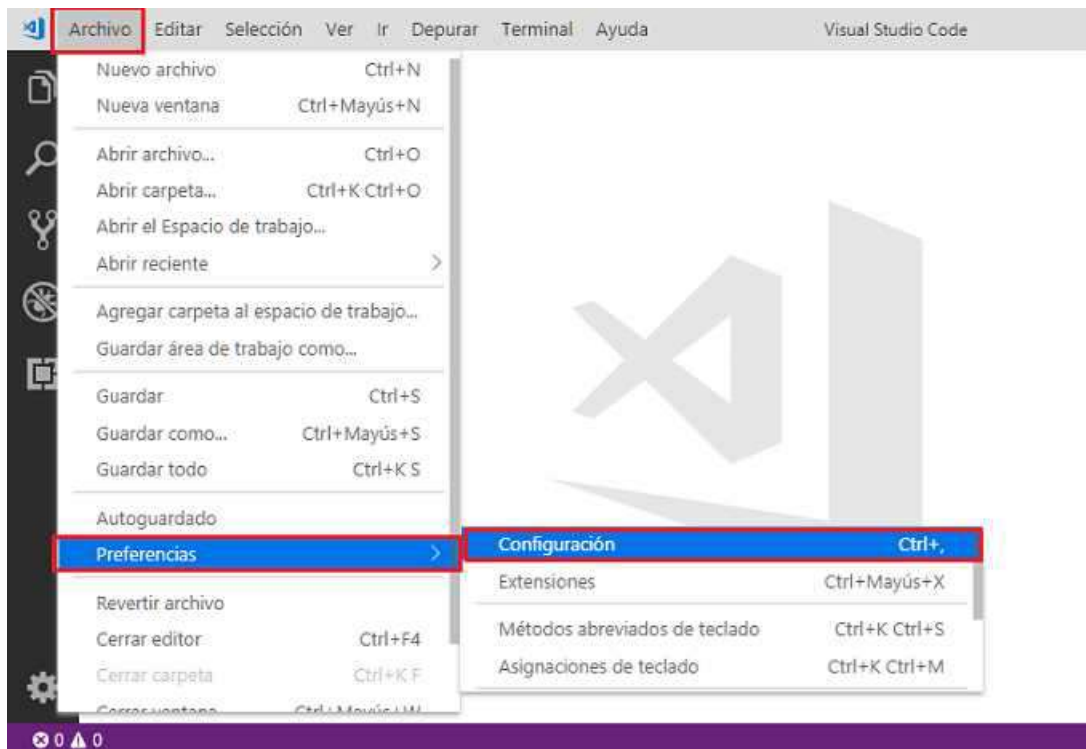 Archivo Editar Selección Ver Ir Depurar Terminal Ayuda Visual Studio Code
Nuevo archivo Ctrl+N
Nueva ventana Ctrl+Mayús+N
Abrir archivo... Ctrl+O
Abrir carpeta... Ctrl+K Ctrl+O
Abrir el Espacio de trabajo...
Abrir reciente
Agregar carpeta al espacio de trabajo...
Guardar área de trabajo como...
Guardar Ctrl+S
Guardar como... Ctrl+Mayús+S
Guardar todo Ctrl+K S
Autoguardado
Preferencias
Configuración Ctrl+,
Extensiones Ctrl+Mayús+X
Métodos abreviados de teclado Ctrl+K Ctrl+S
Asignaciones de teclado Ctrl+K Ctrl+M
Revertir archivo
Cerrar editor Ctrl+F4
Cerrar carpeta Ctrl+K F
Cerrar ventana Ctrl+Mayús+W
0 0